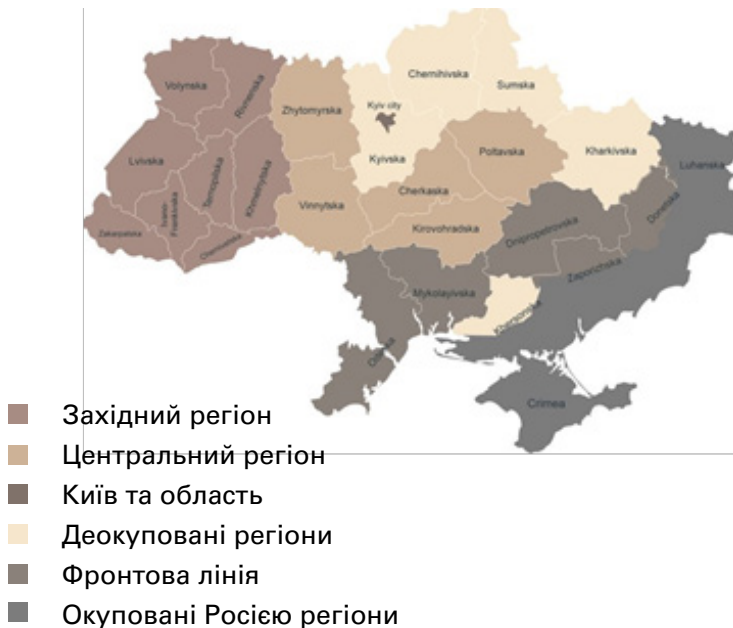 Chernihivska
Sumska
Volynska
Rivnenska
Zhytomyrska
Kyiv city
Kyivska
Poltavska
Kharkivska
Luhanska
Lvivska
Ternopilska
Khmelnytska
Cherkaska
Vinnytska
Ivano-
Frankivska
Kirovohradska
Dnipropetrovska
Donetska
Zakarpatska
Chernivetska
Zaporizhska
Mykolayivska
Khersonska
Odeska
Crimea
Західний регіон
Центральний регіон
Київ та область
Деокуповані регіони
Фронтова лінія
Окуповані Росією регіони